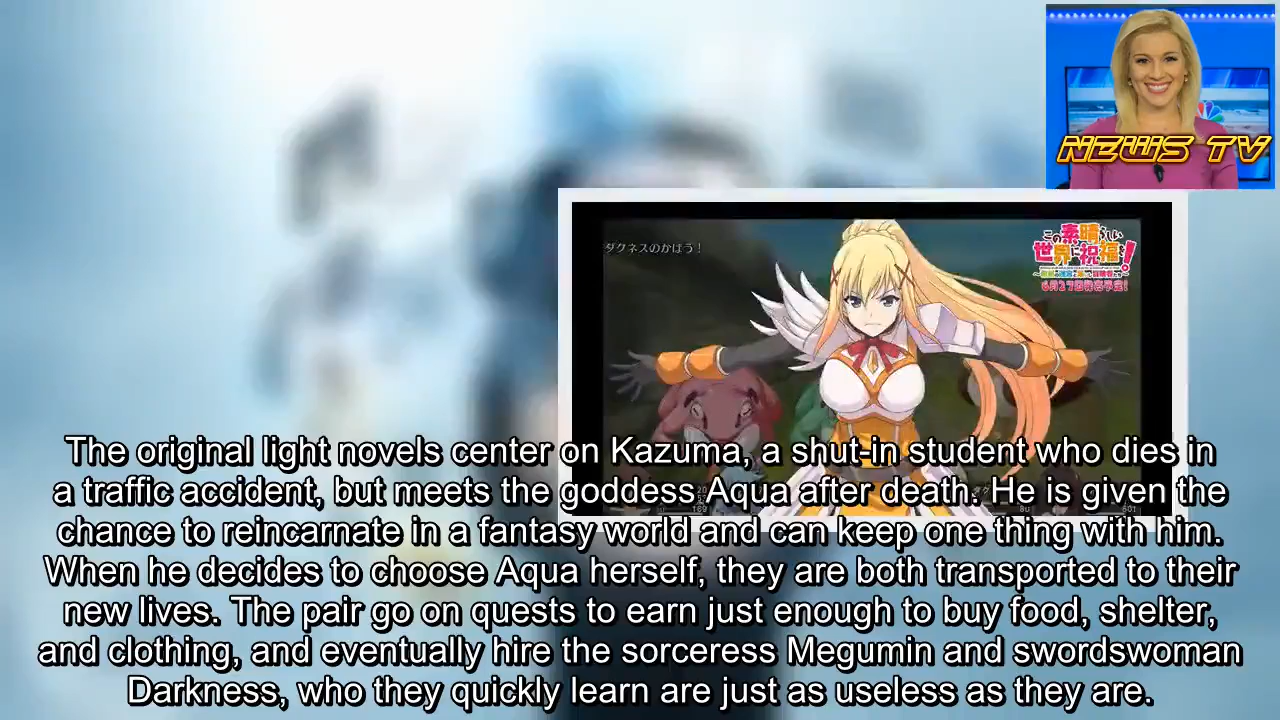 NEWS TV
ダクネスのかばう!
この素晴らしい
世界に祝福を!
6月27日発売予定!
The original light novels center on Kazuma, a shut-in student who dies in
a traffic accident, but meets the goddess Aqua after death. He is given the
chance to reincarnate in a fantasy world and can keep one thing with him.
When he decides to choose Aqua herself, they are both transported to their
new lives. The pair go on quests to earn just enough to buy food, shelter,
and clothing, and eventually hire the sorceress Megumin and swordswoman
Darkness, who they quickly learn are just as useless as they are.